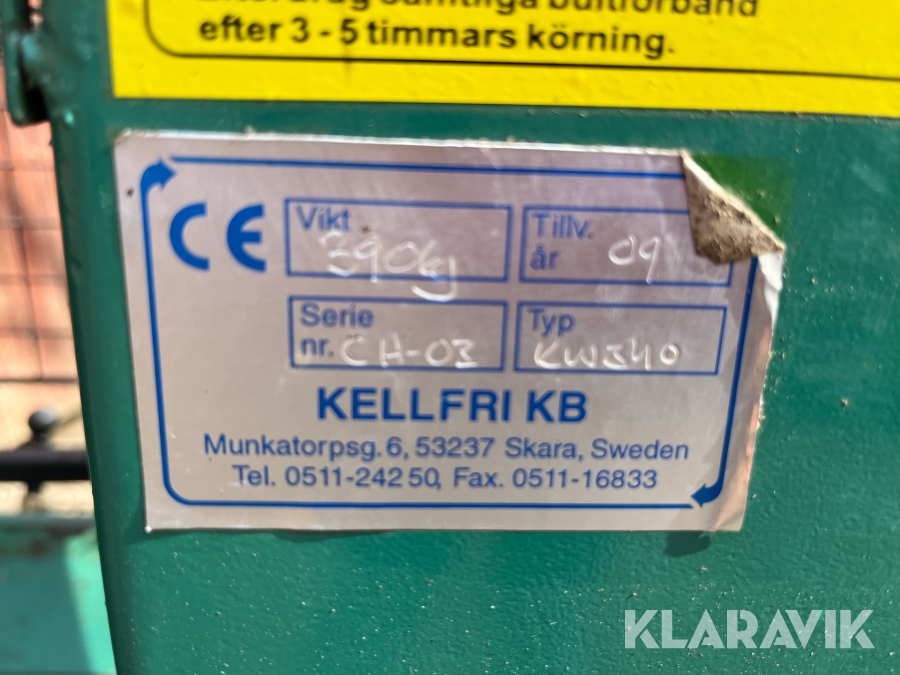 efter 3 - 5 timmars körning.
CE
Vikt 390kg
Tillv. år 09
Serie nr. CH-03
Typ KW340
KELLFRI KB
Munkatorpsg. 6, 53237 Skara, Sweden
Tel. 0511-242 50, Fax. 0511-16833
KLARAVIK